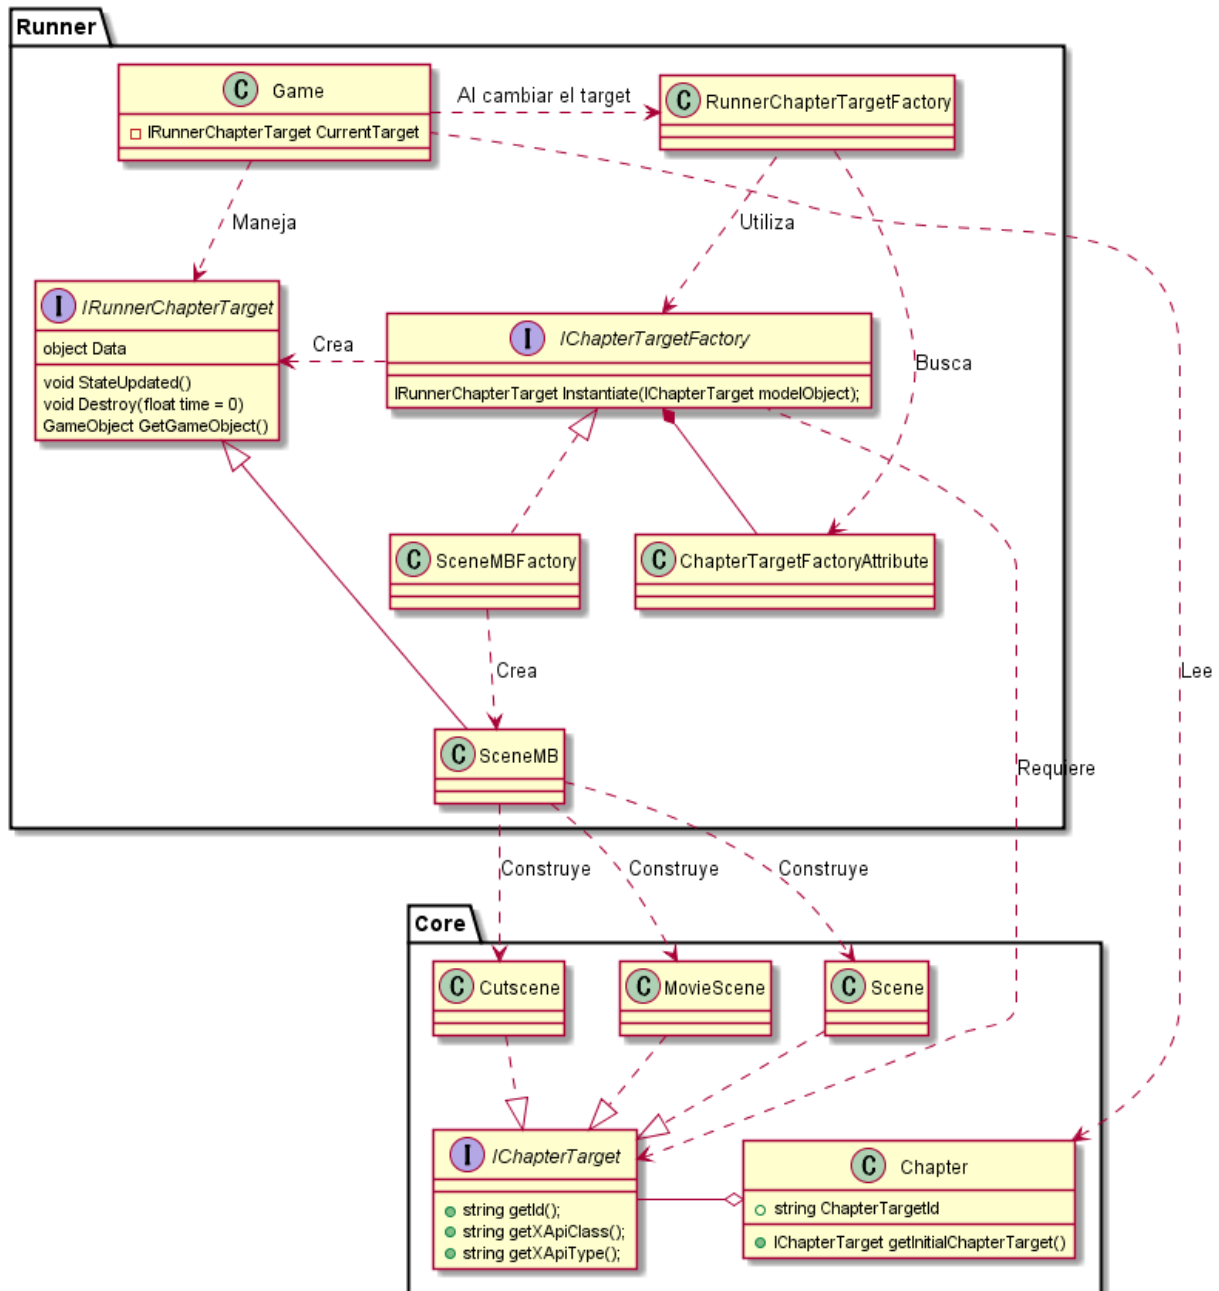 Runner
C Game
IRunnerChapterTarget CurrentTarget
Al cambiar el target
C RunnerChapterTargetFactory
Maneja
Utiliza
I IRunnerChapterTarget
object Data
void StateUpdated()
void Destroy(float time = 0)
GameObject GetGameObject()
Crea
I IChapterTargetFactory
IRunnerChapterTarget Instantiate(IChapterTarget modelObject);
Busca
C SceneMBFactory
C ChapterTargetFactoryAttribute
Crea
Lee
C SceneMB
Requiere
Construye
Construye
Construye
Core
C Cutscene
C MovieScene
C Scene
I IChapterTarget
string getId();
string getXApiClass();
string getXApiType();
C Chapter
string ChapterTargetId
IChapterTarget getInitialChapterTarget()